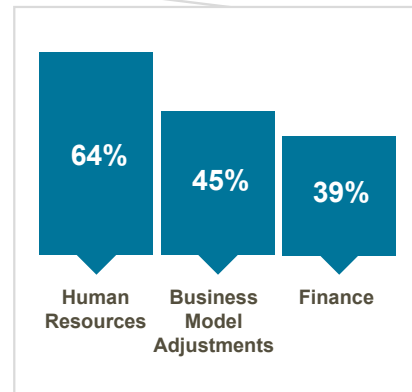 64%
45%
39%
Human
Resources
Business
Model
Adjustments
Finance